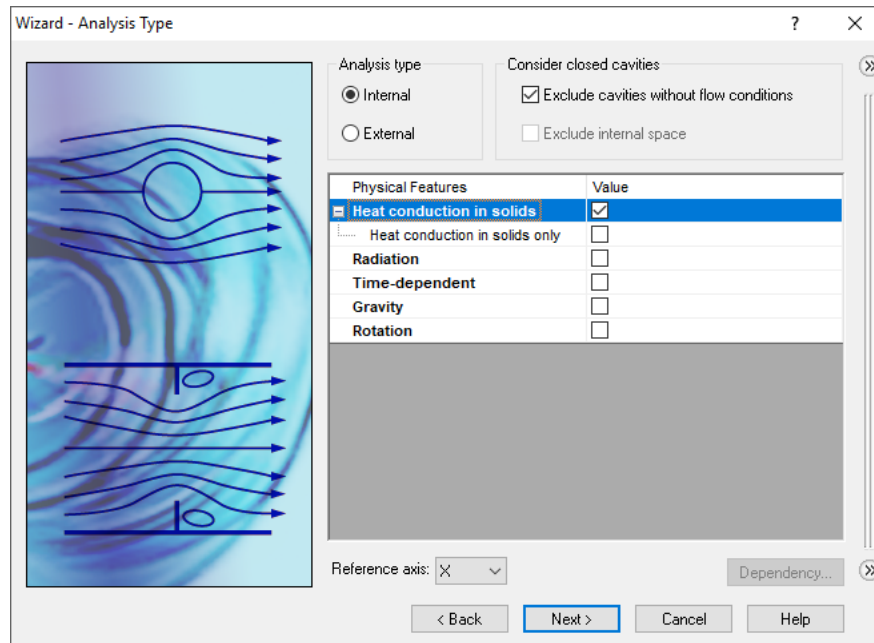 Wizard - Analysis Type
Analysis type
Internal
External
Consider closed cavities
Exclude cavities without flow conditions
Exclude internal space
Physical Features Value
Heat conduction in solids
Heat conduction in solids only
Radiation
Time-dependent
Gravity
Rotation
Reference axis: X
Dependency...
< Back Next > Cancel Help